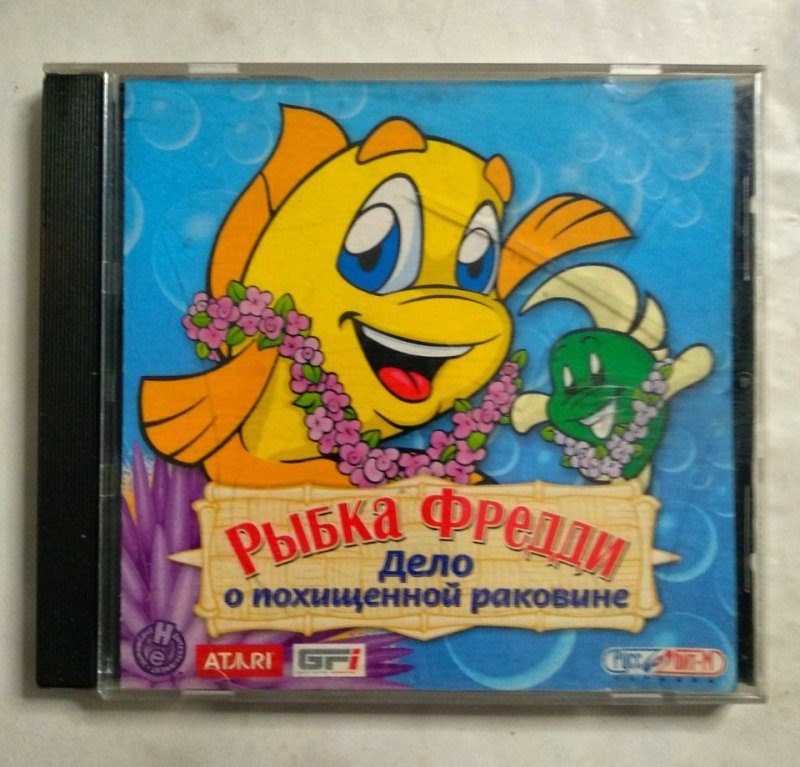 Рыбка Фредди
Дело
о похищенной раковине
ATARI
GFi